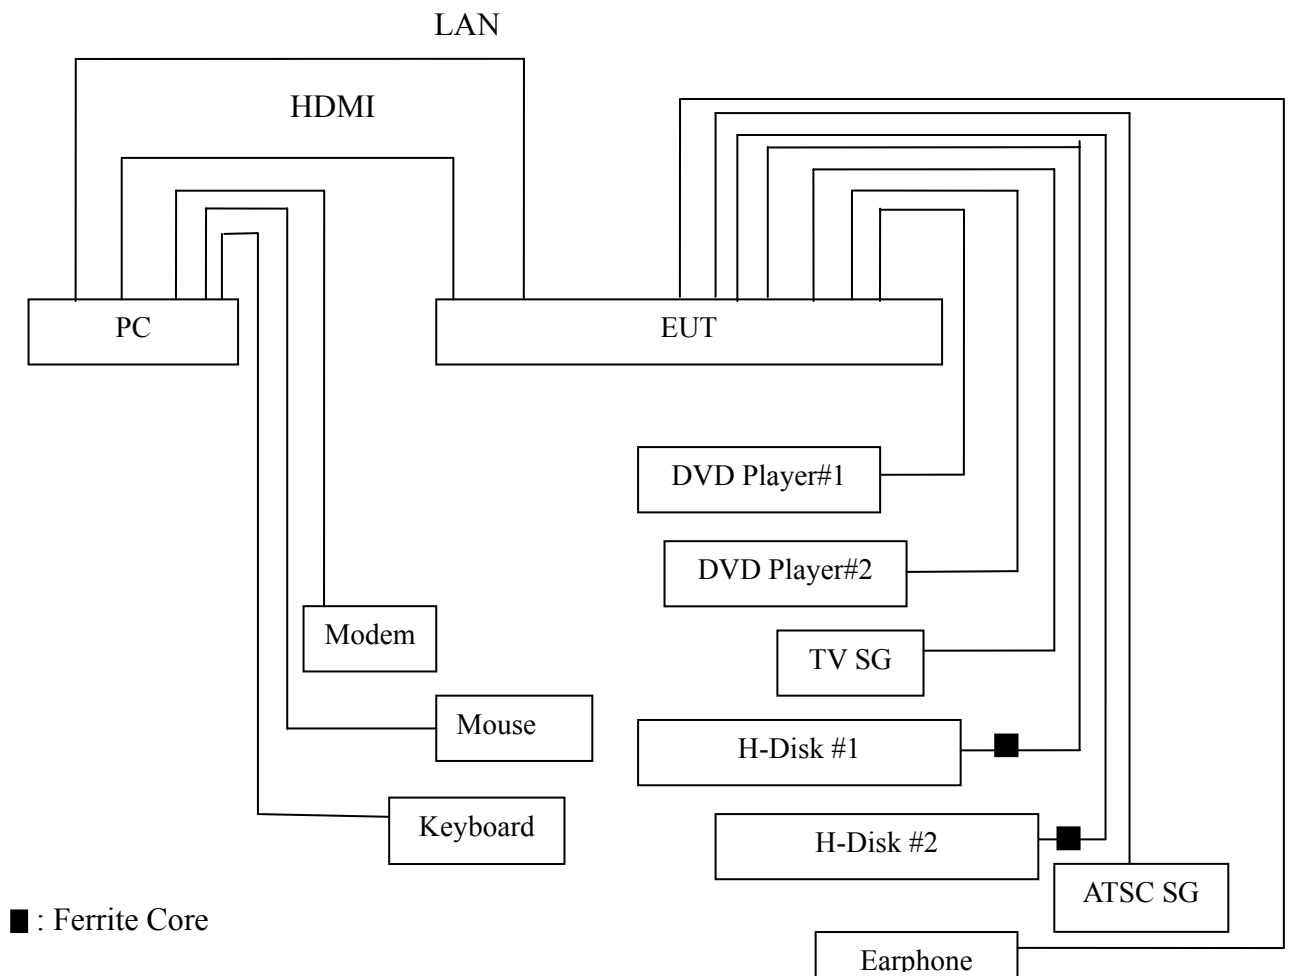 LAN
HDMI
PC
EUT
DVD Player#1
DVD Player#2
Modem
TV SG
Mouse
H-Disk #1
Keyboard
H-Disk #2
ATSC SG
: Ferrite Core
Earphone